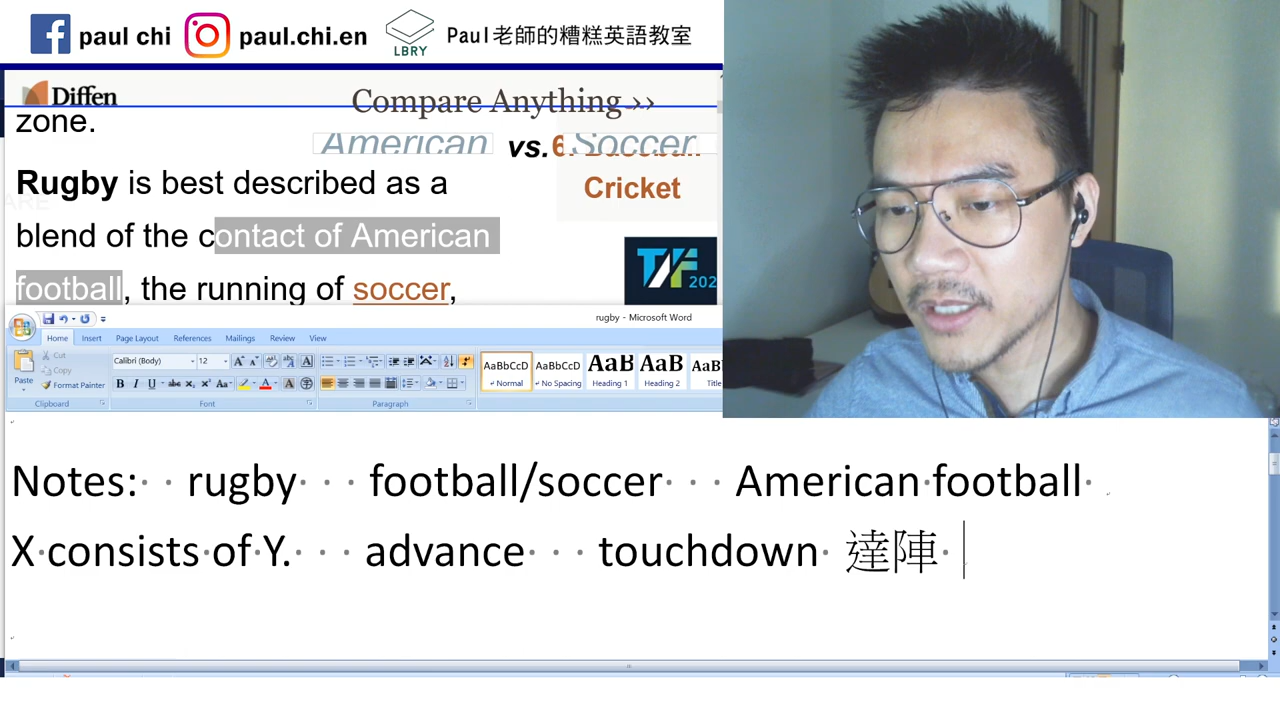 paul chi paul.chi.en LBRY Paul老師的糟糕英語教室
Diffen Compare Anything ››
zone.
American vs. Soccer
Rugby is best described as a
Cricket
blend of the contact of American
football, the running of soccer,
TIF 202
rugby - Microsoft Word
Home Insert Page Layout References Mailings Review View
Paste Cut Copy Format Painter
Calibri (Body) 12
AaBbCcD AaBbCcD AaB AaB AaB
Normal No Spacing Heading 1 Heading 2 Title
Clipboard Font Paragraph
Notes: rugby football/soccer American football
X consists of Y. advance touchdown 達陣